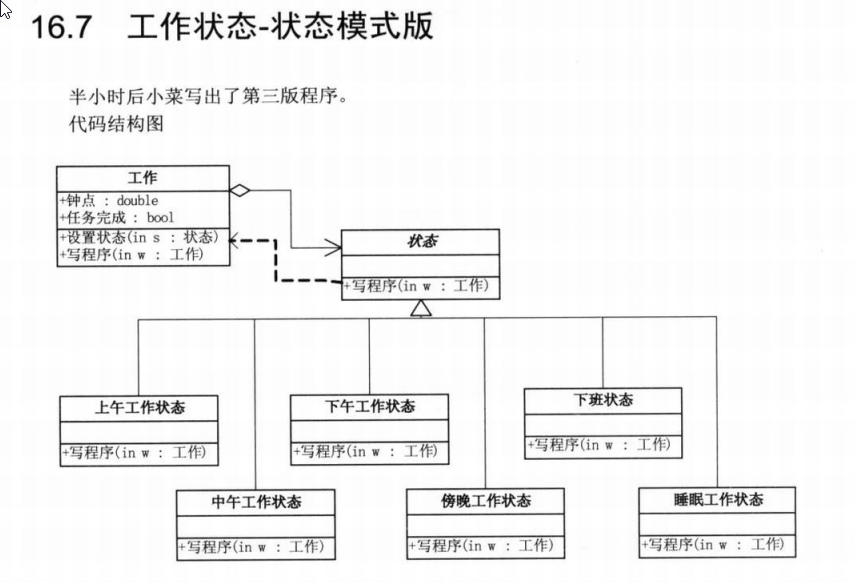 16.7 工作状态-状态模式版
半小时后小菜写出了第三版程序。
代码结构图
工作
+钟点 : double
+任务完成 : bool
+设置状态(in s : 状态)
+写程序(in w : 工作)
状态
+写程序(in w : 工作)
上午工作状态
+写程序(in w : 工作)
下午工作状态
+写程序(in w : 工作)
下班状态
+写程序(in w : 工作)
中午工作状态
+写程序(in w : 工作)
傍晚工作状态
+写程序(in w : 工作)
睡眠工作状态
+写程序(in w : 工作)